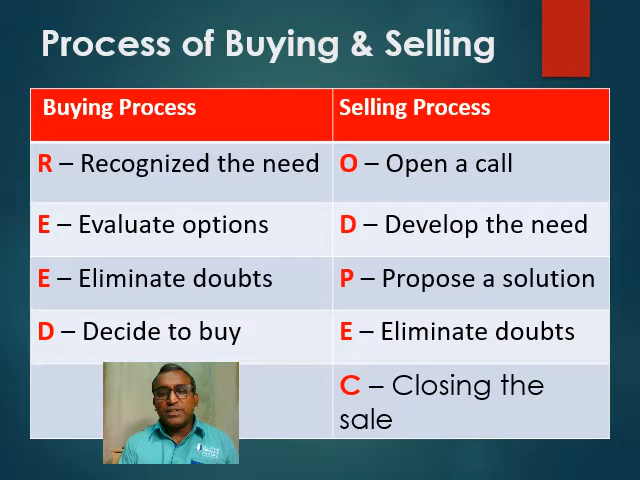 Process of Buying & Selling
Buying Process
Selling Process
R – Recognized the need
O – Open a call
E – Evaluate options
D – Develop the need
E – Eliminate doubts
P – Propose a solution
D – Decide to buy
E – Eliminate doubts
C – Closing the
sale